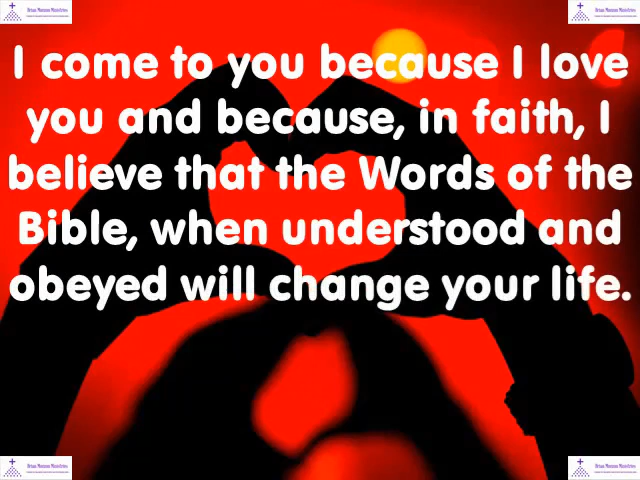 I come to you because I love
you and because, in faith, I
believe that the Words of the
Bible, when understood and
obeyed will change your life.